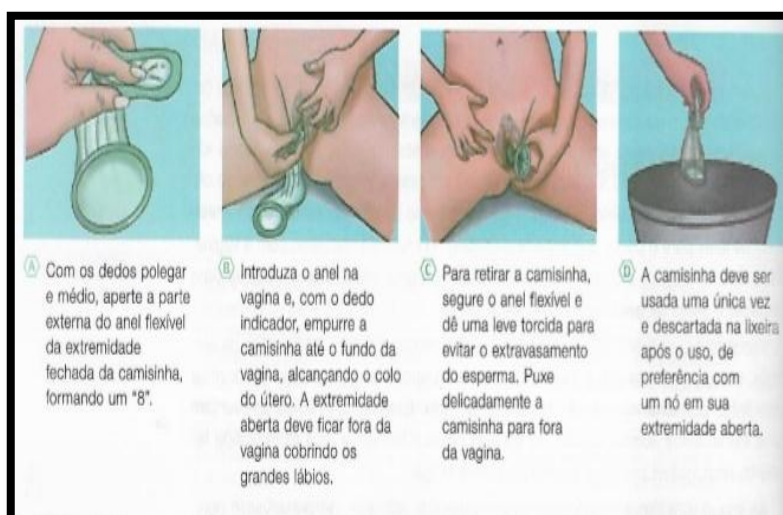 A Com os dedos polegar
e médio, aperte a parte
externa do anel flexível
da extremidade
fechada da camisinha,
formando um "8".
B Introduza o anel na
vagina e, com o dedo
indicador, empurre a
camisinha até o fundo da
vagina, alcançando o colo
do útero. A extremidade
aberta deve ficar fora da
vagina cobrindo os
grandes lábios.
C Para retirar a camisinha,
segure o anel flexível e
dê uma leve torcida para
evitar o extravasamento
do esperma. Puxe
delicadamente a
camisinha para fora
da vagina.
D A camisinha deve ser
usada uma única vez
e descartada na lixeira
após o uso, de
preferência com
um nó em sua
extremidade aberta.